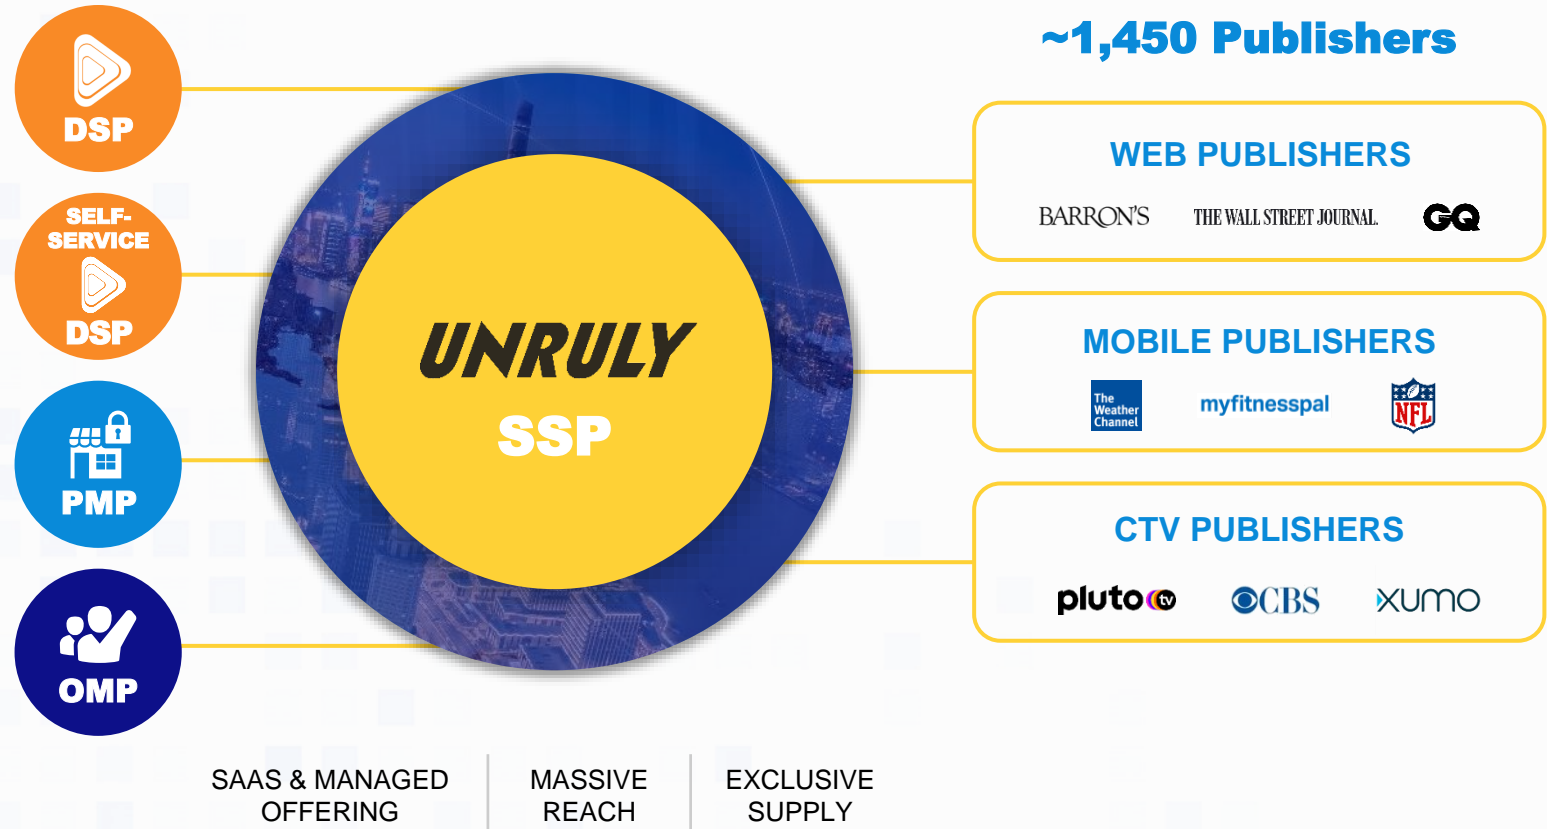 DSP
SELF-
SERVICE
DSP
PMP
OMP
UNRULY
SSP
~1,450 Publishers
WEB PUBLISHERS
BARRON'S THE WALL STREET JOURNAL. GQ
MOBILE PUBLISHERS
The
Weather
Channel
myfitnesspal
NFL
CTV PUBLISHERS
pluto tv CBS XUMO
SAAS & MANAGED
OFFERING
MASSIVE
REACH
EXCLUSIVE
SUPPLY